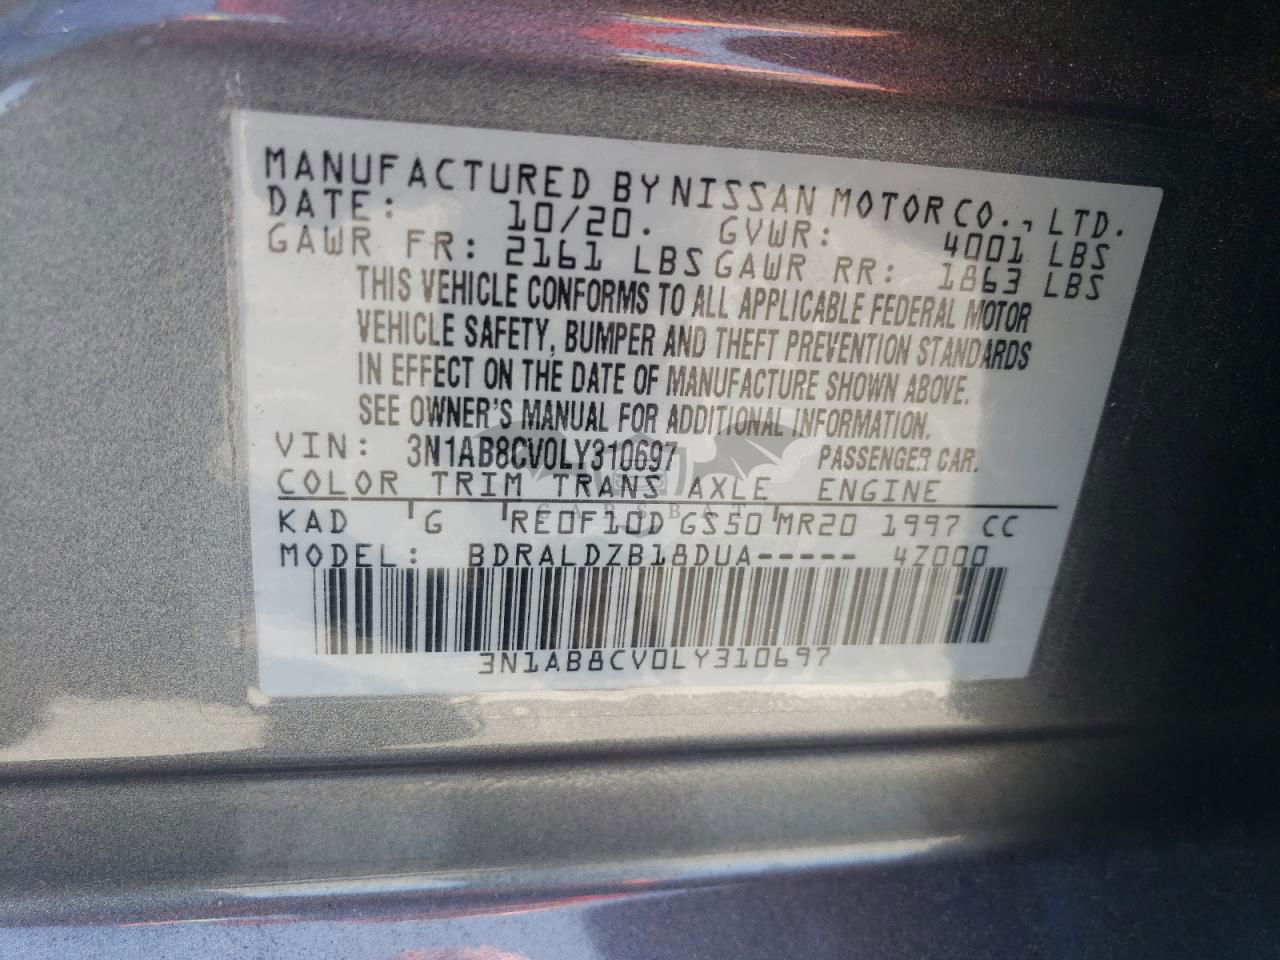 MANUFACTURED BY NISSAN MOTOR CO., LTD.
DATE: 10/20. GVWR: 4001 LBS
GAWR FR: 2161 LBS GAWR RR: 1863 LBS
THIS VEHICLE CONFORMS TO ALL APPLICABLE FEDERAL MOTOR
VEHICLE SAFETY, BUMPER AND THEFT PREVENTION STANDARDS
IN EFFECT ON THE DATE OF MANUFACTURE SHOWN ABOVE.
SEE OWNER'S MANUAL FOR ADDITIONAL INFORMATION.
VIN: 3N1AB8CV0LY310697 PASSENGER CAR.
COLOR TRIM TRANS AXLE ENGINE
KAD G RE0F10D GS50 MR20 1997 CC
MODEL: BDRALDZB18DUA----- 4Z000
3N1AB8CV0LY310697
CARSBAT